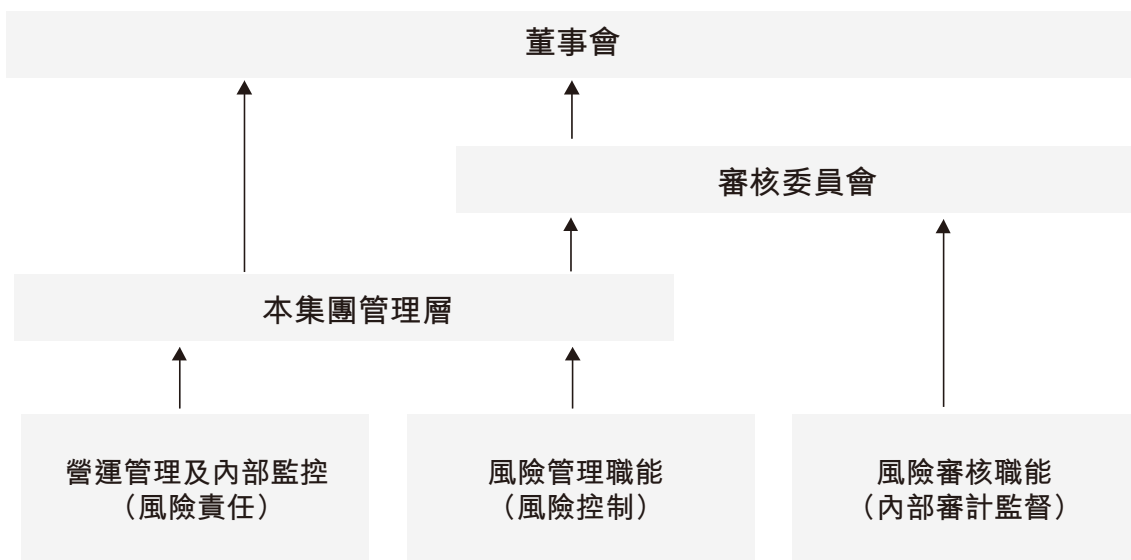 董事會
審核委員會
本集團管理層
營運管理及內部監控
（風險責任）
風險管理職能
（風險控制）
風險審核職能
（內部審計監督）